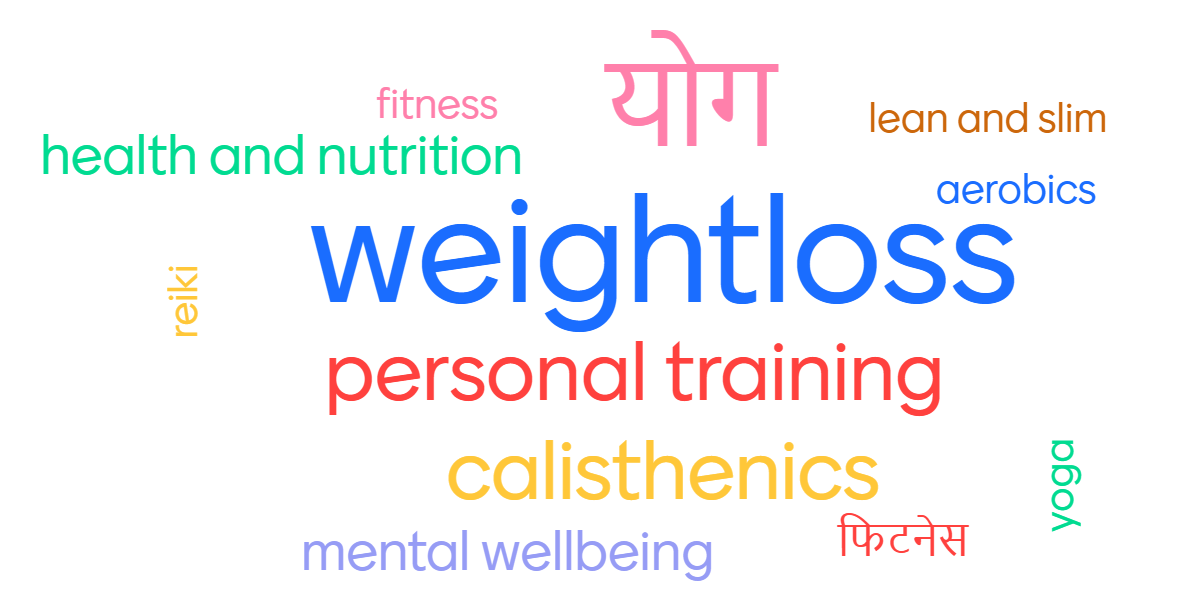 योग
fitness
lean and slim
health and nutrition
aerobics
weightloss
reiki
personal training
calisthenics
yoga
फिटनेस
mental wellbeing